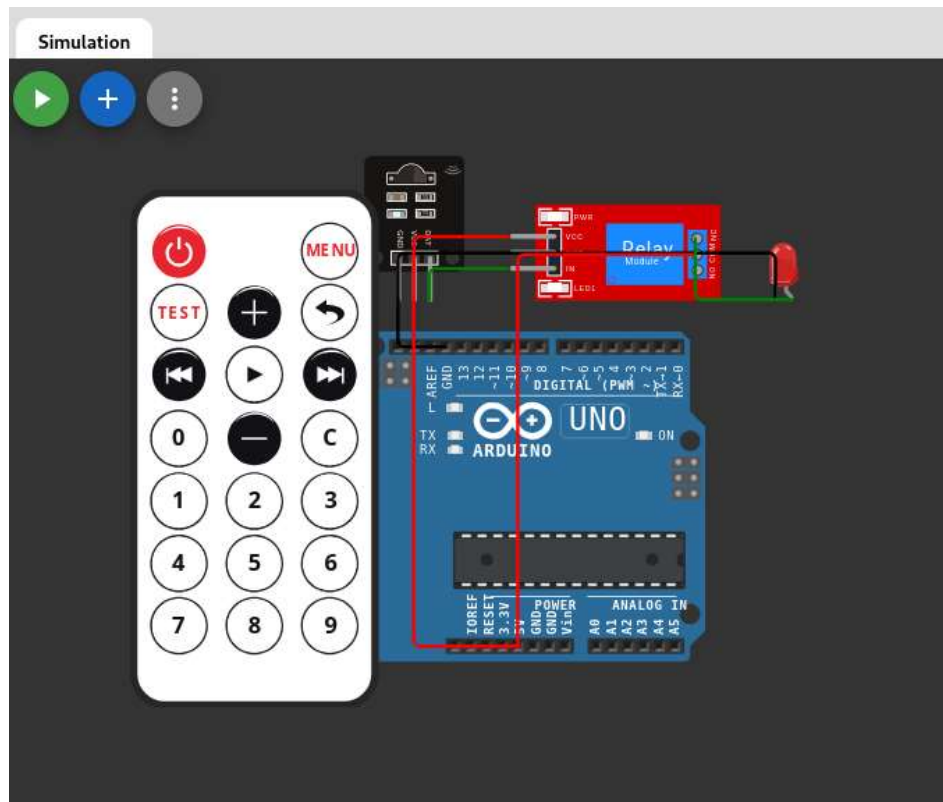 Simulation
GND
VCC
DAT
PWR
VCC
IN
LED1
Relay
Module
NC
COM
NO
MENU
TEST
0
C
1
2
3
4
5
6
7
8
9
AREF
GND
13
12
~11
~10
~9
8
7
~6
~5
4
~3
2
TX→1
RX←0
DIGITAL (PWM ~)
L
TX
RX
ARDUINO
UNO
ON
IOREF
RESET
3.3V
5V
GND
GND
Vin
POWER
ANALOG IN
A0
A1
A2
A3
A4
A5